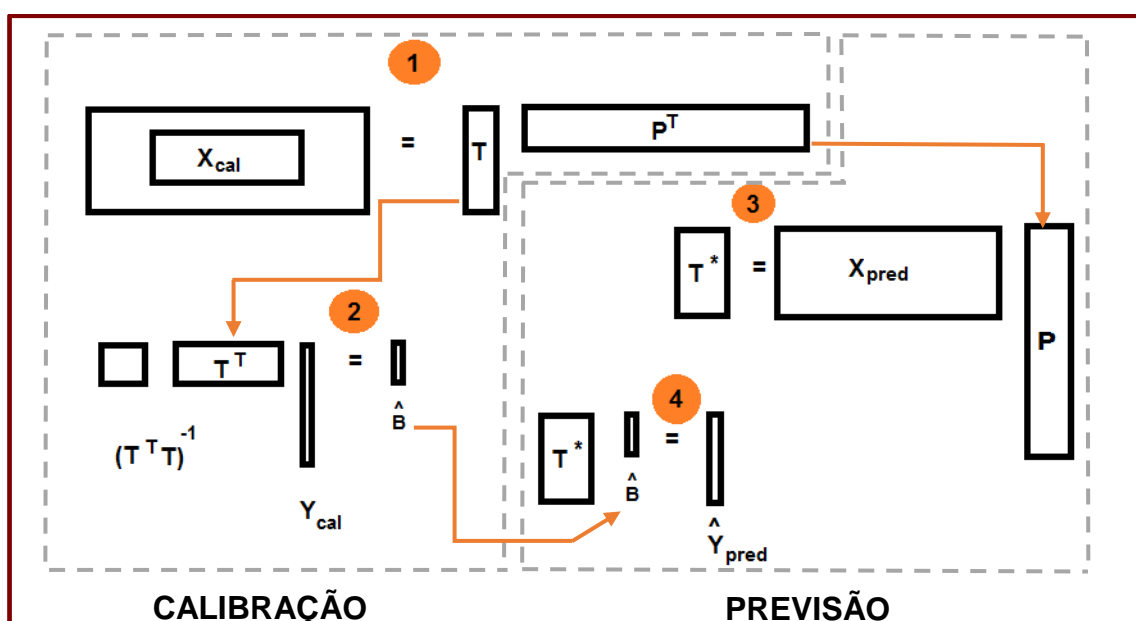 1
X_cal = T P^T
3
T* = X_pred P
2
(T^T T)^-1 T^T Y_cal = B̂
4
T* B̂ = Ŷ_pred
CALIBRAÇÃO
PREVISÃO